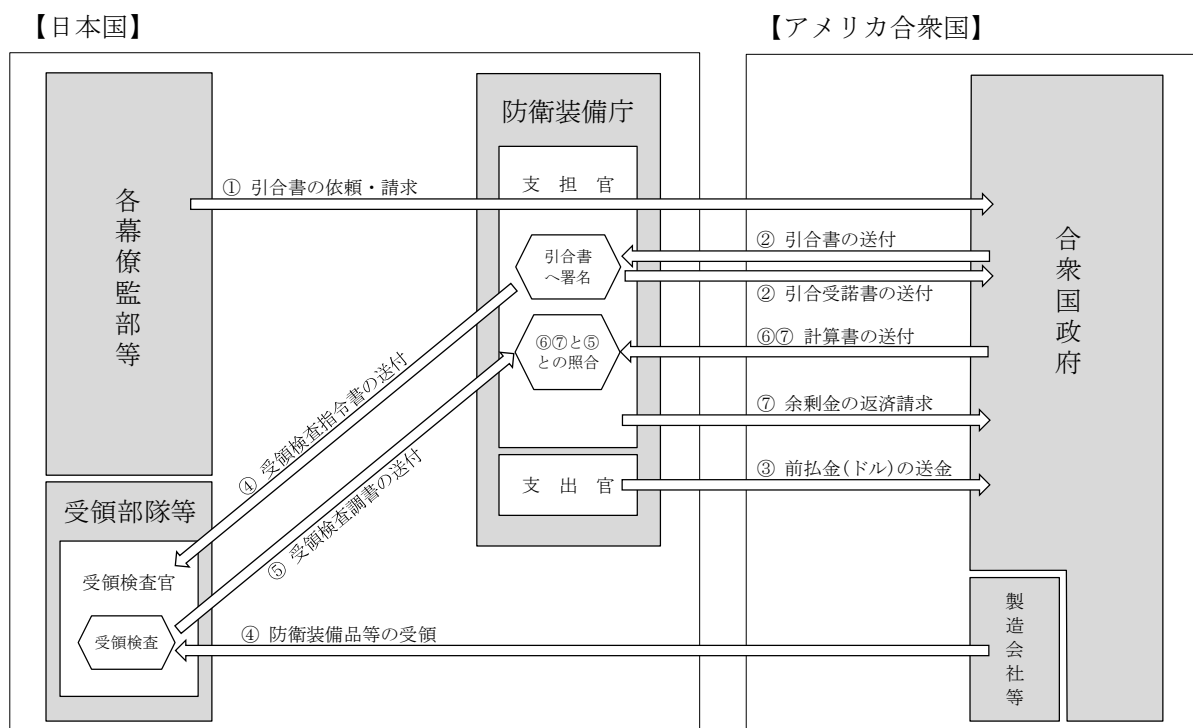 【日本国】
【アメリカ合衆国】
各幕僚監部等
防衛装備庁
支担官
① 引合書の依頼・請求
引合書
へ署名
② 引合書の送付
② 引合受諾書の送付
⑥⑦と⑤
との照合
⑥⑦ 計算書の送付
⑦ 余剰金の返済請求
支出官
③ 前払金(ドル)の送金
合衆国政府
④ 受領検査指令書の送付
⑤ 受領検査調書の送付
受領部隊等
受領検査官
受領検査
④ 防衛装備品等の受領
製造会社等